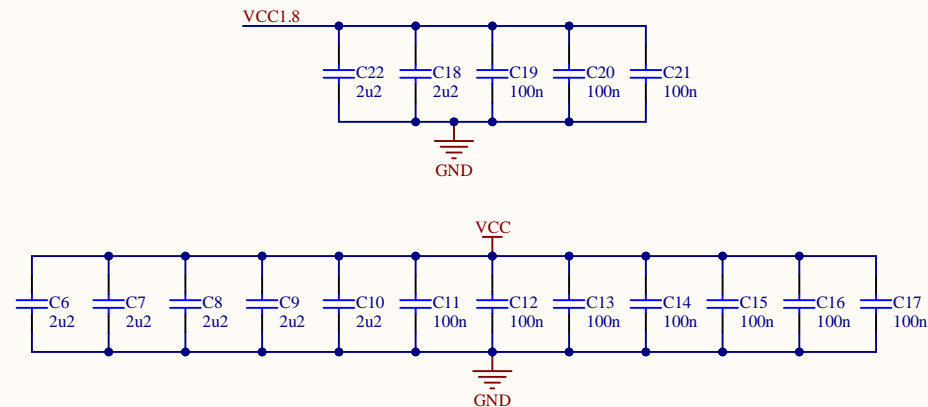 VCC1.8
C22 C18 C19 C20 C21
2u2 2u2 100n 100n 100n
GND
VCC
C6 C7 C8 C9 C10 C11 C12 C13 C14 C15 C16 C17
2u2 2u2 2u2 2u2 2u2 100n 100n 100n 100n 100n 100n 100n
GND